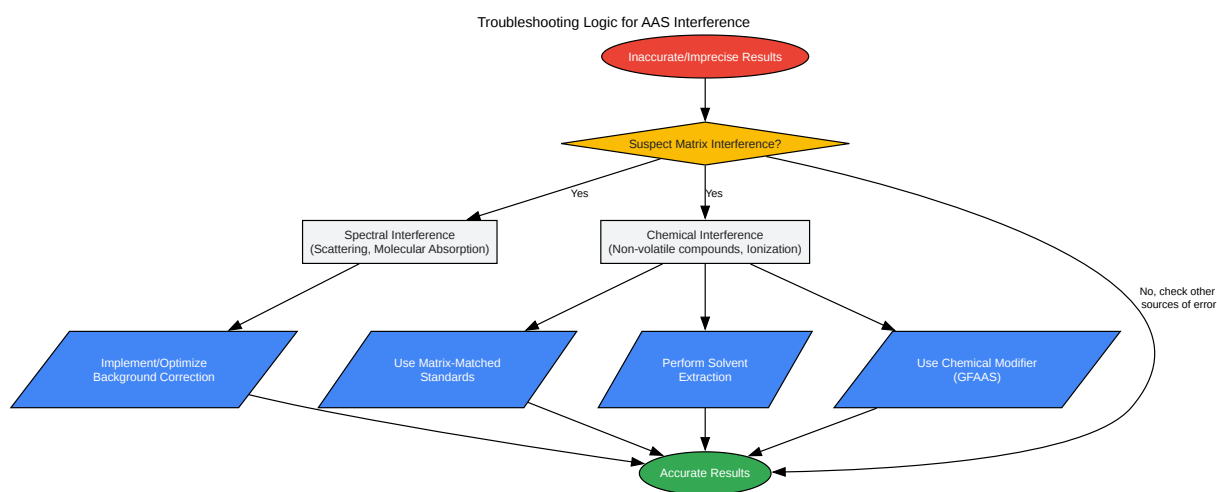 Troubleshooting Logic for AAS Interference
Inaccurate/Imprecise Results
Suspect Matrix Interference?
Yes
Yes
Spectral Interference
(Scattering, Molecular Absorption)
Chemical Interference
(Non-volatile compounds, Ionization)
No, check other
sources of error
Implement/Optimize
Background Correction
Use Matrix-Matched
Standards
Perform Solvent
Extraction
Use Chemical Modifier
(GFAAS)
Accurate Results